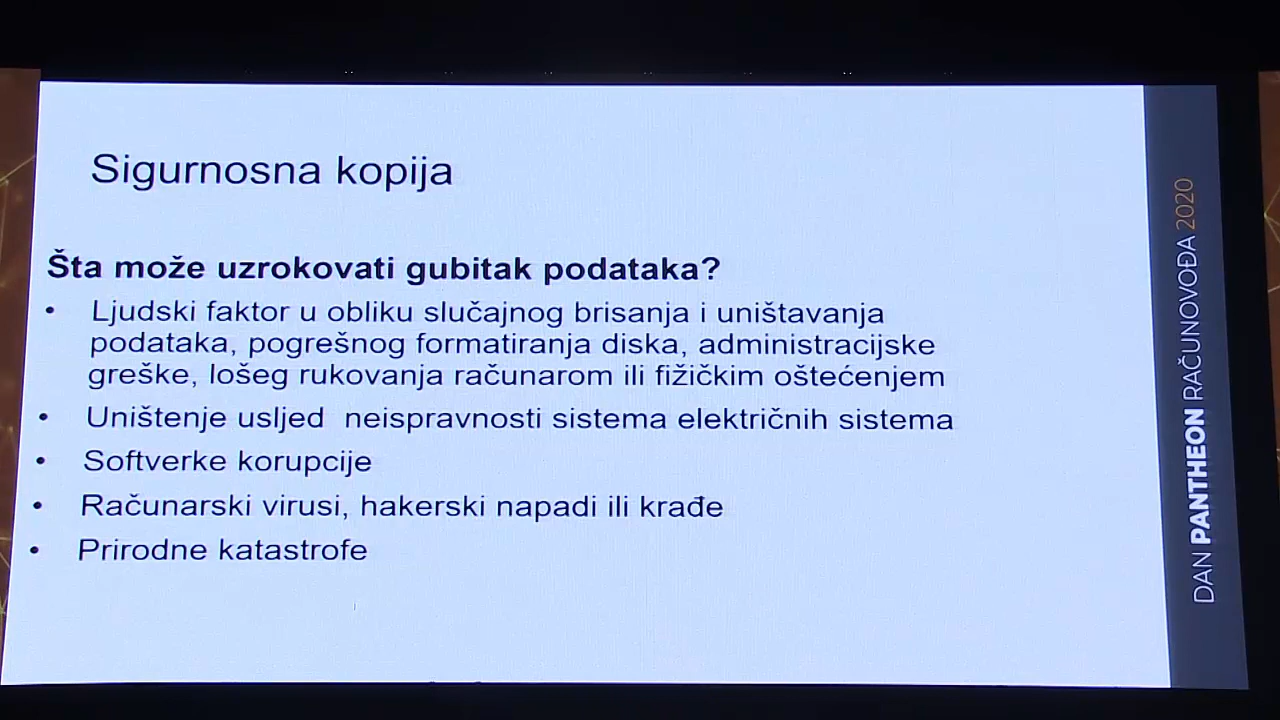 Sigurnosna kopija
Šta može uzrokovati gubitak podataka?
• Ljudski faktor u obliku slučajnog brisanja i uništavanja
podataka, pogrešnog formatiranja diska, administracijske
greške, lošeg rukovanja računarom ili fižičkim oštećenjem
• Uništenje usljed neispravnosti sistema električnih sistema
• Softverke korupcije
• Računarski virusi, hakerski napadi ili krađe
• Prirodne katastrofe
DAN PANTHEON RAČUNOVOĐA 2020